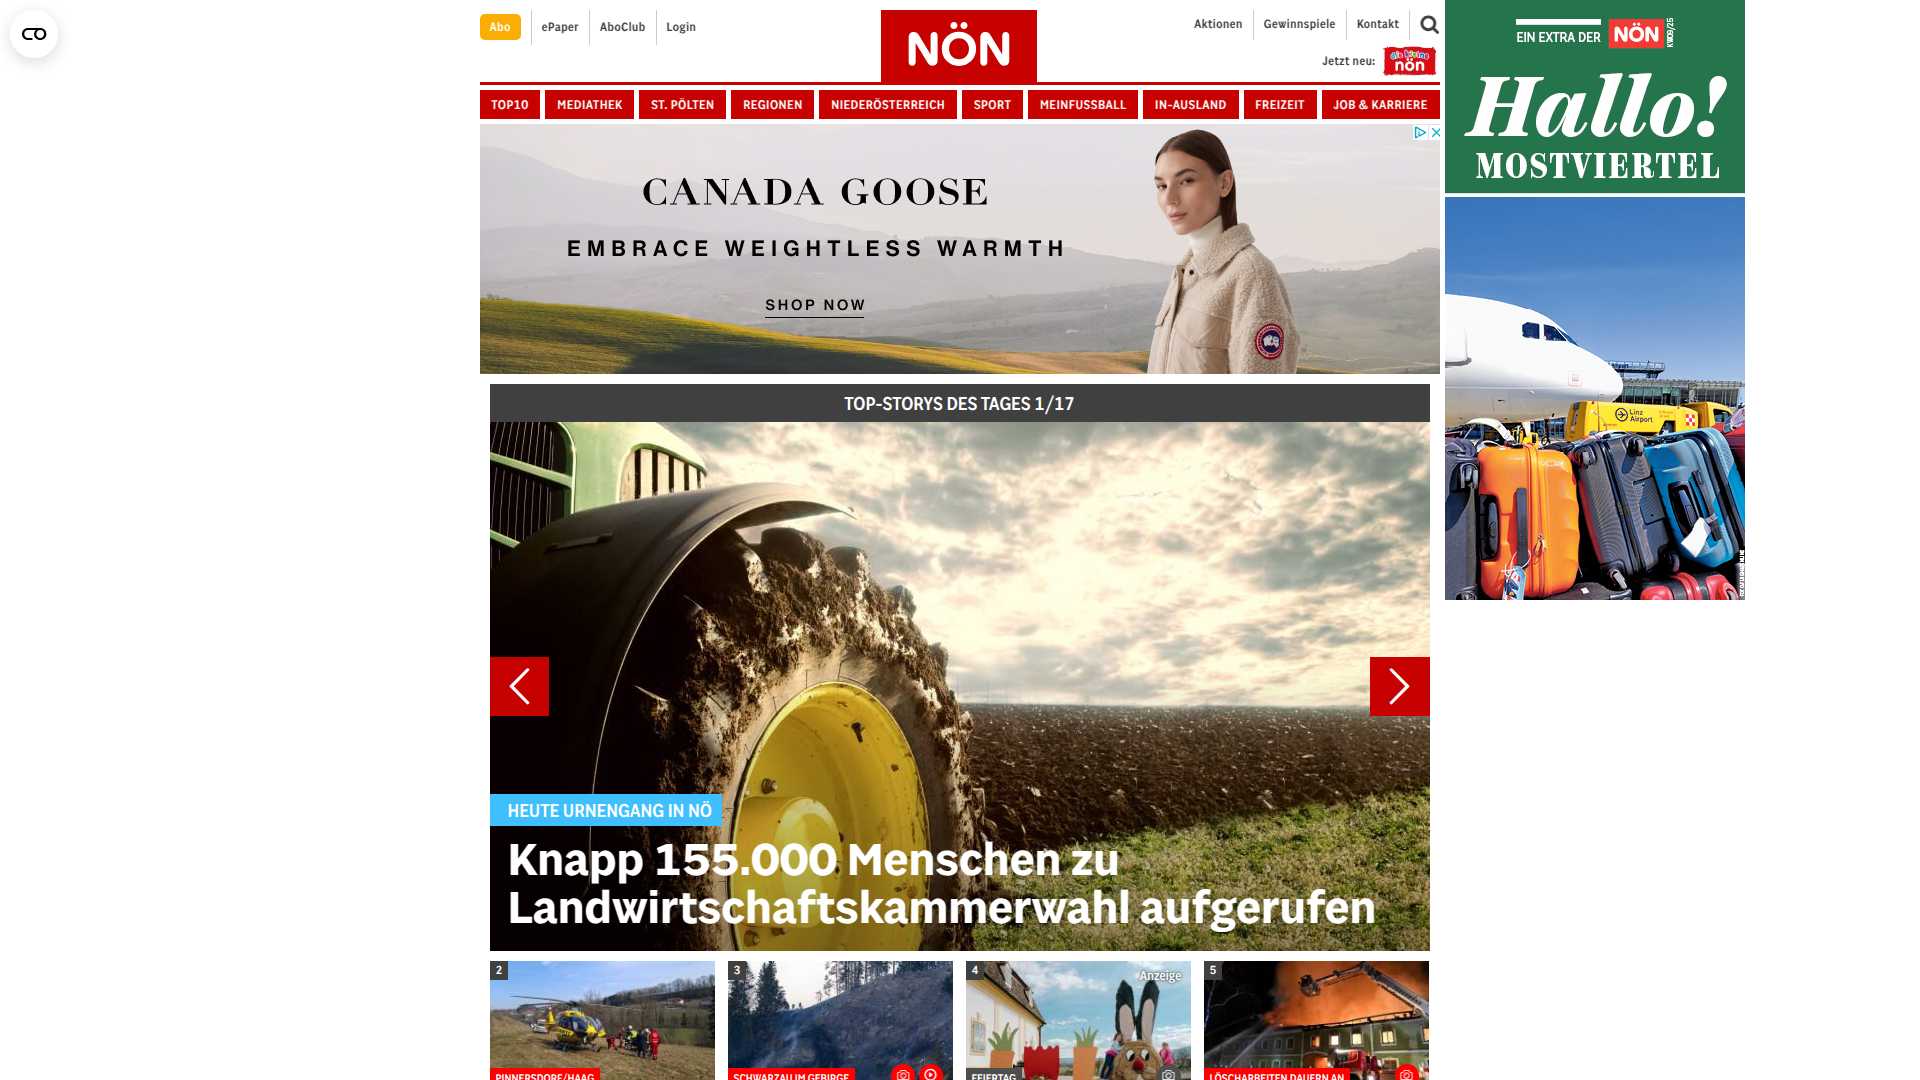 Abo
ePaper
AboClub
Login
NÖN
Aktionen
Gewinnspiele
Kontakt
Jetzt neu:
die kleine
nön
TOP10
MEDIATHEK
ST. PÖLTEN
REGIONEN
NIEDERÖSTERREICH
SPORT
MEINFUSSBALL
IN-AUSLAND
FREIZEIT
JOB & KARRIERE
CANADA GOOSE
EMBRACE WEIGHTLESS WARMTH
SHOP NOW
EIN EXTRA DER
NÖN
KW09/25
Hallo!
MOSTVIERTEL
Linz
Airport
TOP-STORYS DES TAGES 1/17
HEUTE URNENGANG IN NÖ
Knapp 155.000 Menschen zu
Landwirtschaftskammerwahl aufgerufen
2
PINNERSDORF/HAAG
3
SCHWARZAU IM GEBIRGE
4
Anzeige
FEIERTAG
5
LÖSCHARBEITEN DAUERN AN